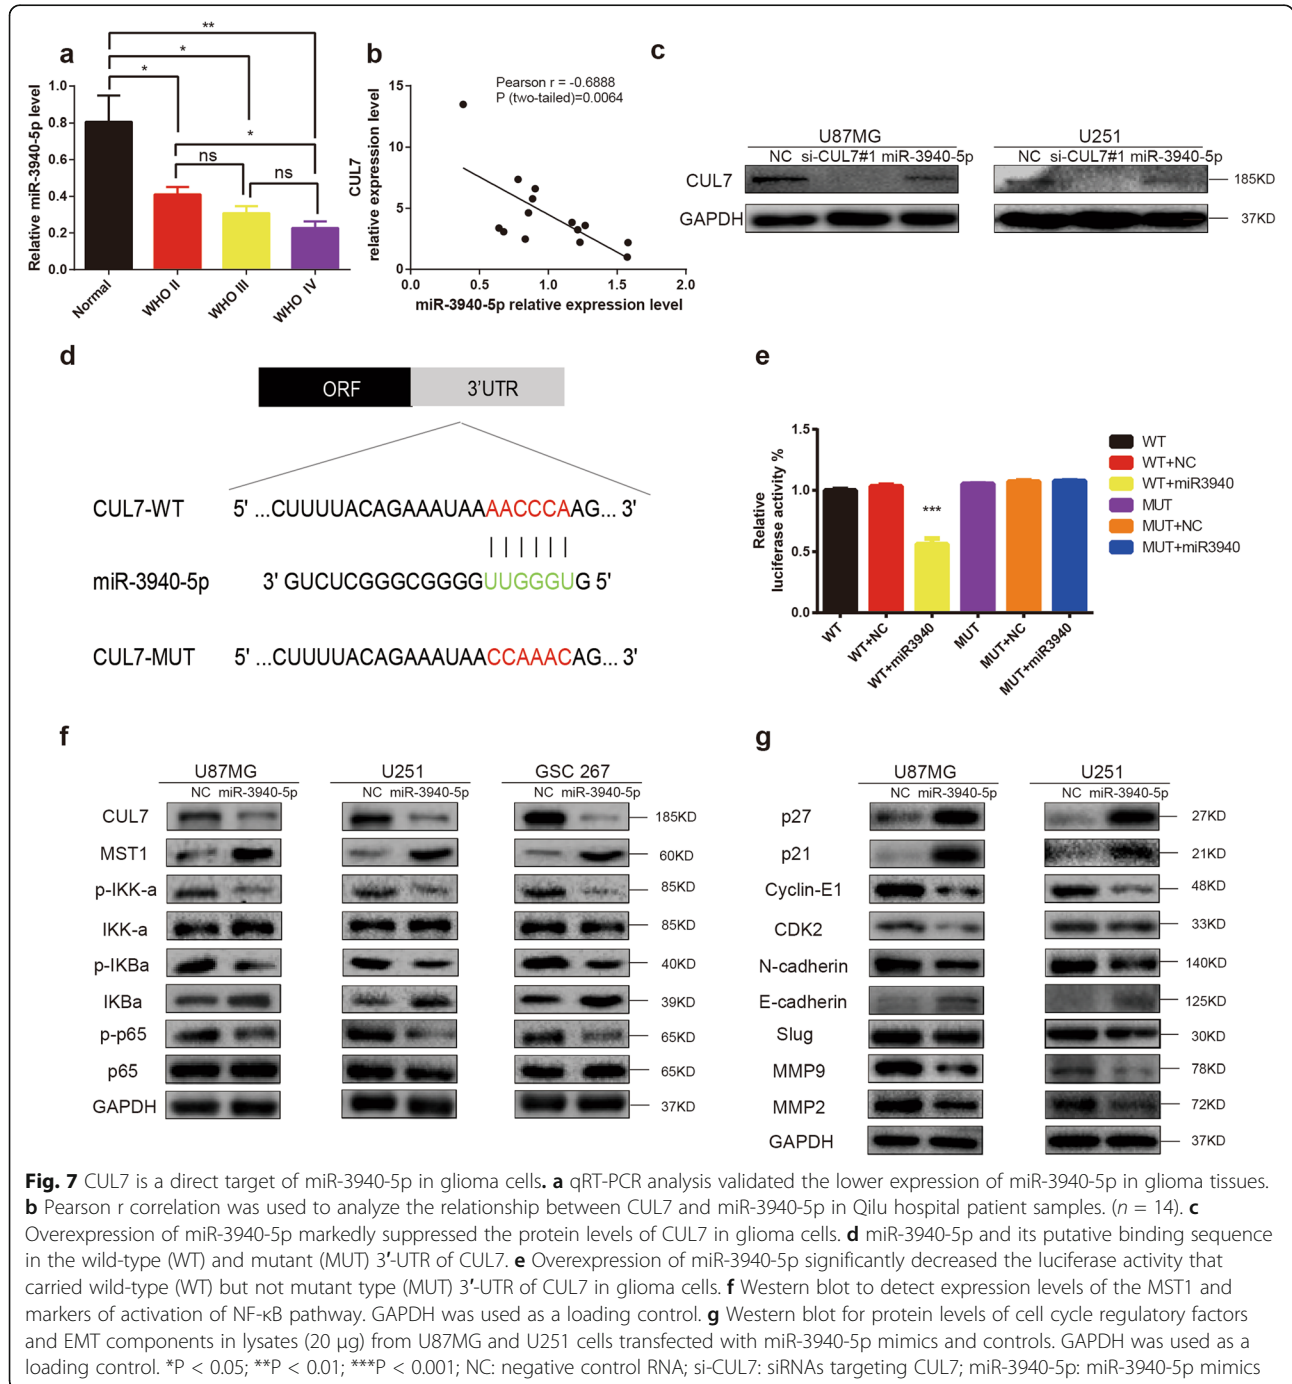 a
Relative miR-3940-5p level
1.0
0.8
0.6
0.4
0.2
0.0
**
*
*
*
ns
ns
Normal
WHO II
WHO III
WHO IV
b
CUL7
relative expression level
15
10
5
0
Pearson r = -0.6888
P (two-tailed)=0.0064
0.0 0.5 1.0 1.5 2.0
miR-3940-5p relative expression level
c
U87MG U251
NC si-CUL7#1 miR-3940-5p NC si-CUL7#1 miR-3940-5p
CUL7 185KD
GAPDH 37KD
d
ORF 3'UTR
CUL7-WT 5' ...CUUUUACAGAAAUAAAACCCAAG... 3'
miR-3940-5p 3' GUCUCGGGCGGGGUUGGGUG 5'
CUL7-MUT 5' ...CUUUUACAGAAAUAACCAAACAG... 3'
e
Relative
luciferase activity %
1.5
1.0
0.5
0.0
***
WT
WT+NC
WT+miR3940
MUT
MUT+NC
MUT+miR3940
WT
WT+NC
WT+miR3940
MUT
MUT+NC
MUT+miR3940
f
U87MG U251 GSC 267
NC miR-3940-5p NC miR-3940-5p NC miR-3940-5p
CUL7 185KD
MST1 60KD
p-IKK-a 85KD
IKK-a 85KD
p-IKBa 40KD
IKBa 39KD
p-p65 65KD
p65 65KD
GAPDH 37KD
g
U87MG U251
NC miR-3940-5p NC miR-3940-5p
p27 27KD
p21 21KD
Cyclin-E1 48KD
CDK2 33KD
N-cadherin 140KD
E-cadherin 125KD
Slug 30KD
MMP9 78KD
MMP2 72KD
GAPDH 37KD
Fig. 7 CUL7 is a direct target of miR-3940-5p in glioma cells. a qRT-PCR analysis validated the lower expression of miR-3940-5p in glioma tissues.
b Pearson r correlation was used to analyze the relationship between CUL7 and miR-3940-5p in Qilu hospital patient samples. (n = 14). c
Overexpression of miR-3940-5p markedly suppressed the protein levels of CUL7 in glioma cells. d miR-3940-5p and its putative binding sequence
in the wild-type (WT) and mutant (MUT) 3′-UTR of CUL7. e Overexpression of miR-3940-5p significantly decreased the luciferase activity that
carried wild-type (WT) but not mutant type (MUT) 3′-UTR of CUL7 in glioma cells. f Western blot to detect expression levels of the MST1 and
markers of activation of NF-κB pathway. GAPDH was used as a loading control. g Western blot for protein levels of cell cycle regulatory factors
and EMT components in lysates (20 μg) from U87MG and U251 cells transfected with miR-3940-5p mimics and controls. GAPDH was used as a
loading control. *P < 0.05; **P < 0.01; ***P < 0.001; NC: negative control RNA; si-CUL7: siRNAs targeting CUL7; miR-3940-5p: miR-3940-5p mimics